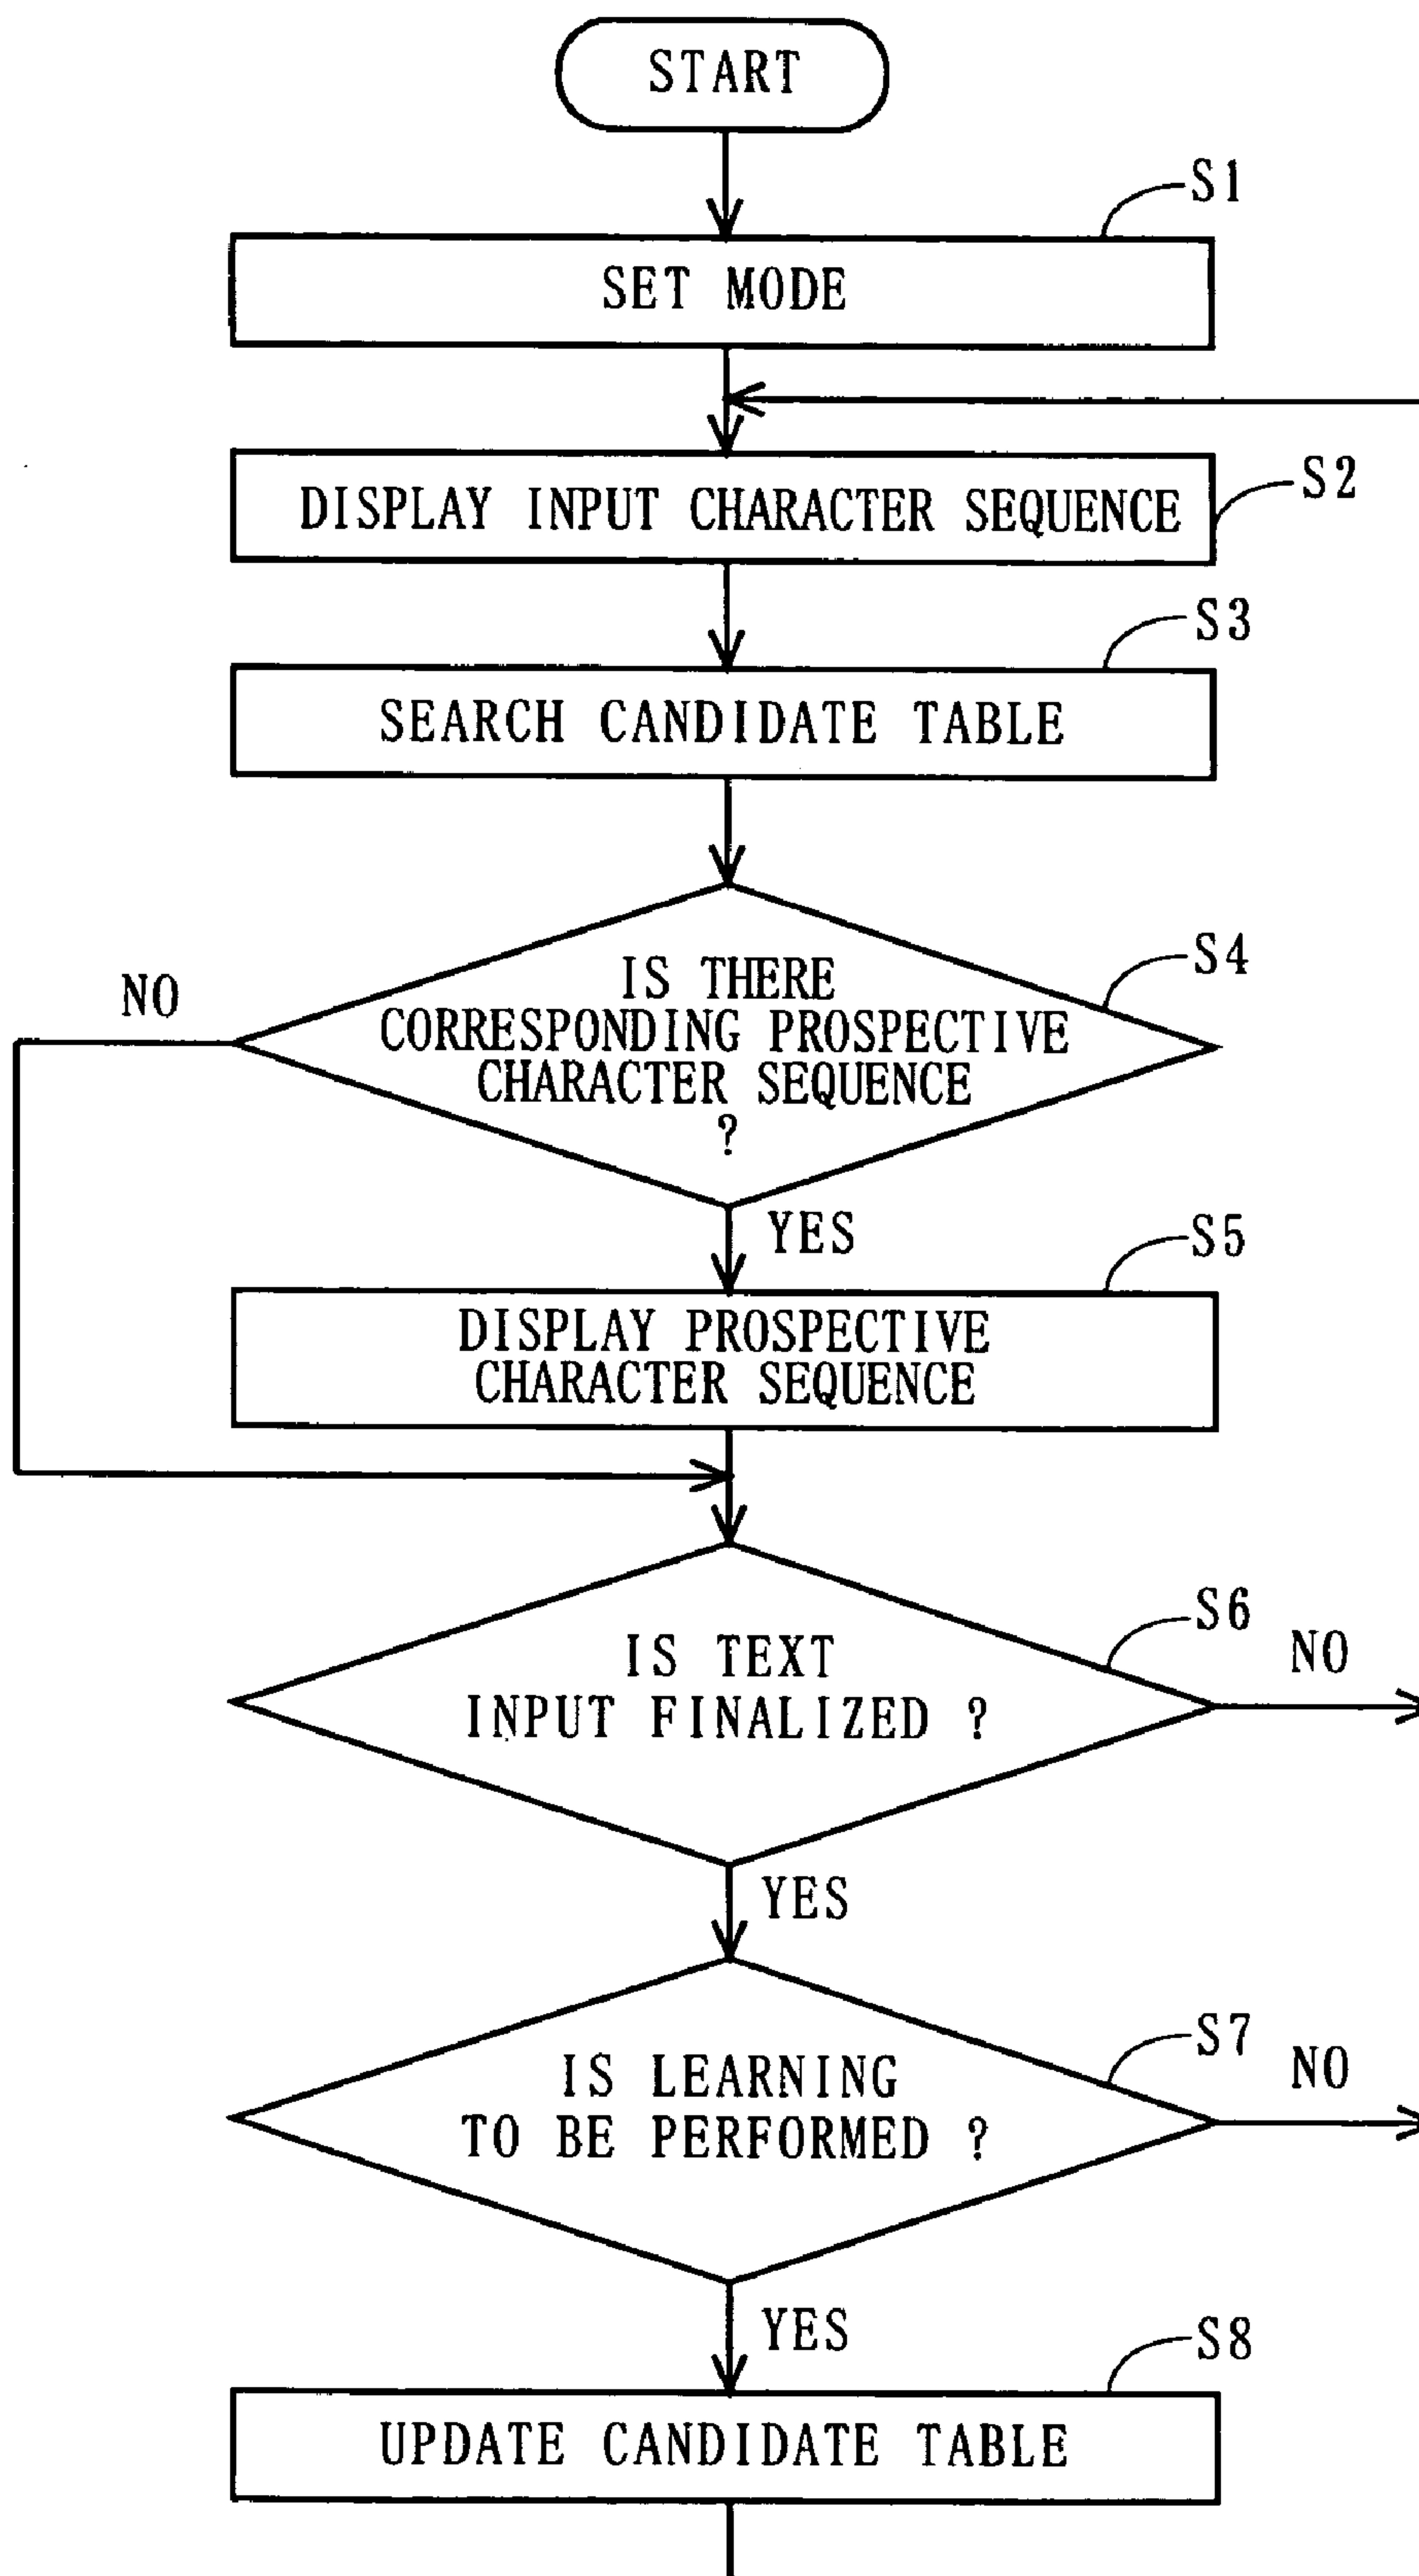 START
S1
SET MODE
S2
DISPLAY INPUT CHARACTER SEQUENCE
S3
SEARCH CANDIDATE TABLE
S4
NO
IS THERE
CORRESPONDING PROSPECTIVE
CHARACTER SEQUENCE
?
YES
S5
DISPLAY PROSPECTIVE
CHARACTER SEQUENCE
S6
NO
IS TEXT
INPUT FINALIZED ?
YES
S7
NO
IS LEARNING
TO BE PERFORMED ?
YES
S8
UPDATE CANDIDATE TABLE